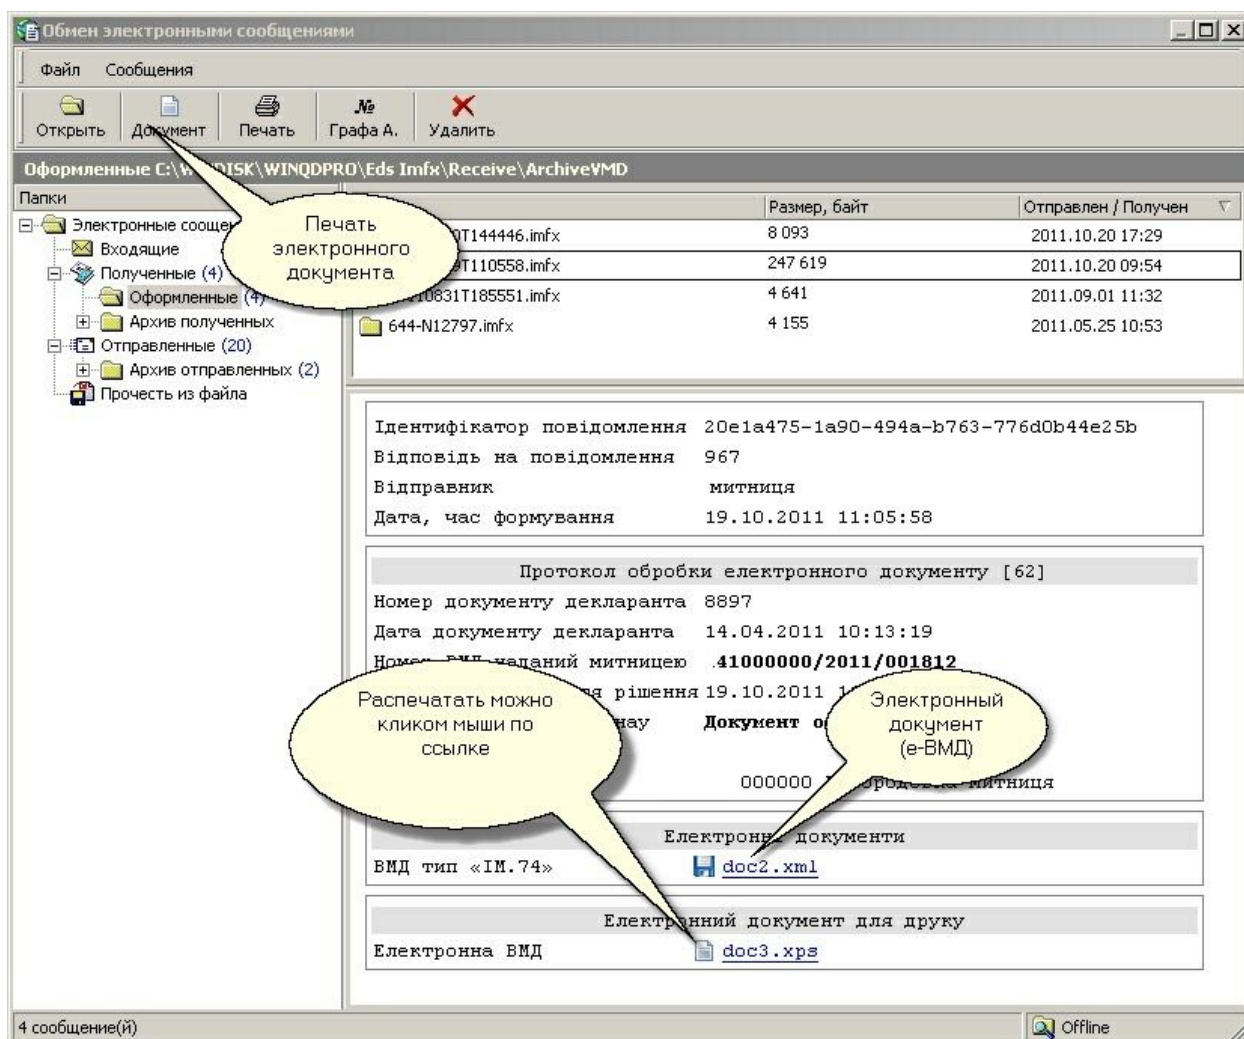 Обмен электронными сообщениями
Файл Сообщения
Открыть Документ Печать № Графа А. Удалить
Оформленные C:\ \WINQDPRO\Eds Imfx\Receive\ArchiveVMD
Папки
Размер, байт Отправлен / Получен
Электронные
Входящие
Полученные (4)
Оформленные (4)
Архив полученных
Отправленные (20)
Архив отправленных (2)
Прочесть из файла
T144446.imfx 8 093 2011.10.20 17:29
T110558.imfx 247 619 2011.10.20 09:54
0831T185551.imfx 4 641 2011.09.01 11:32
644-N12797.imfx 4 155 2011.05.25 10:53
Печать
электронного
документа
Ідентифікатор повідомлення 20e1a475-1a90-494a-b763-776d0b44e25b
Відповідь на повідомлення 967
Відправник митниця
Дата, час формування 19.10.2011 11:05:58
Протокол обробки електронного документу [62]
Номер документу декларанта 8897
Дата документу декларанта 14.04.2011 10:13:19
Номер ВМД наданий митницею .41000000/2011/001812
рішення 19.10.2011
Документ
000000 митниця
Распечатать можно
кликом мыши по
ссылке
Электронный
документ
(е-ВМД)
Електронні документи
ВМД тип «ІМ.74» doc2.xml
Електронний документ для друку
Електронна ВМД doc3.xps
4 сообщение(й) Offline